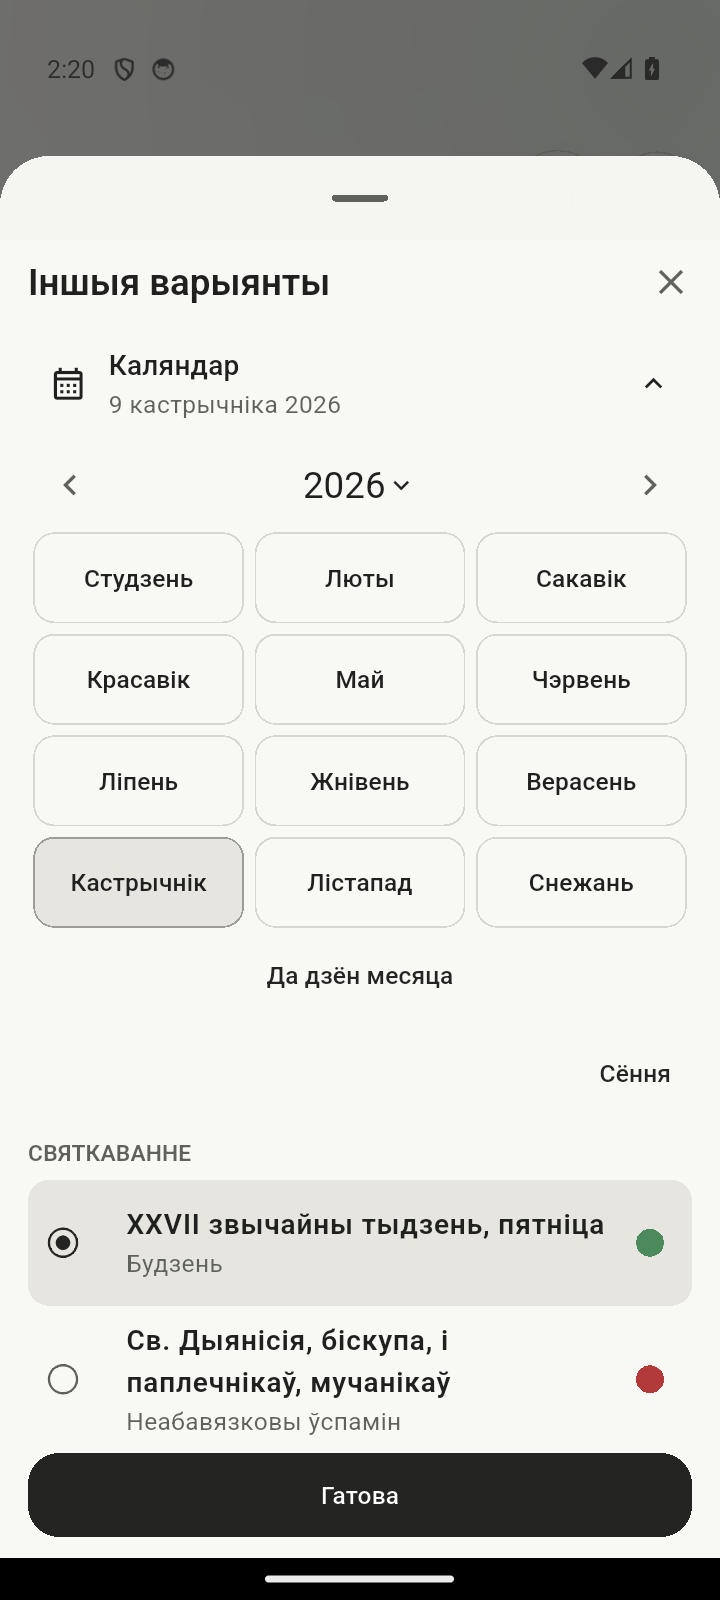 2:20
Іншыя варыянты
Каляндар
9 кастрычніка 2026
2026
Студзень
Люты
Сакавік
Красавік
Май
Чэрвень
Ліпень
Жнівень
Верасень
Кастрычнік
Лістапад
Снежань
Да дзён месяца
Сёння
СВЯТКАВАННЕ
XXVII звычайны тыдзень, пятніца
Будзень
Св. Дыянісія, біскупа, і
паплечнікаў, мучанікаў
Неабавязковы ўспамін
Гатова